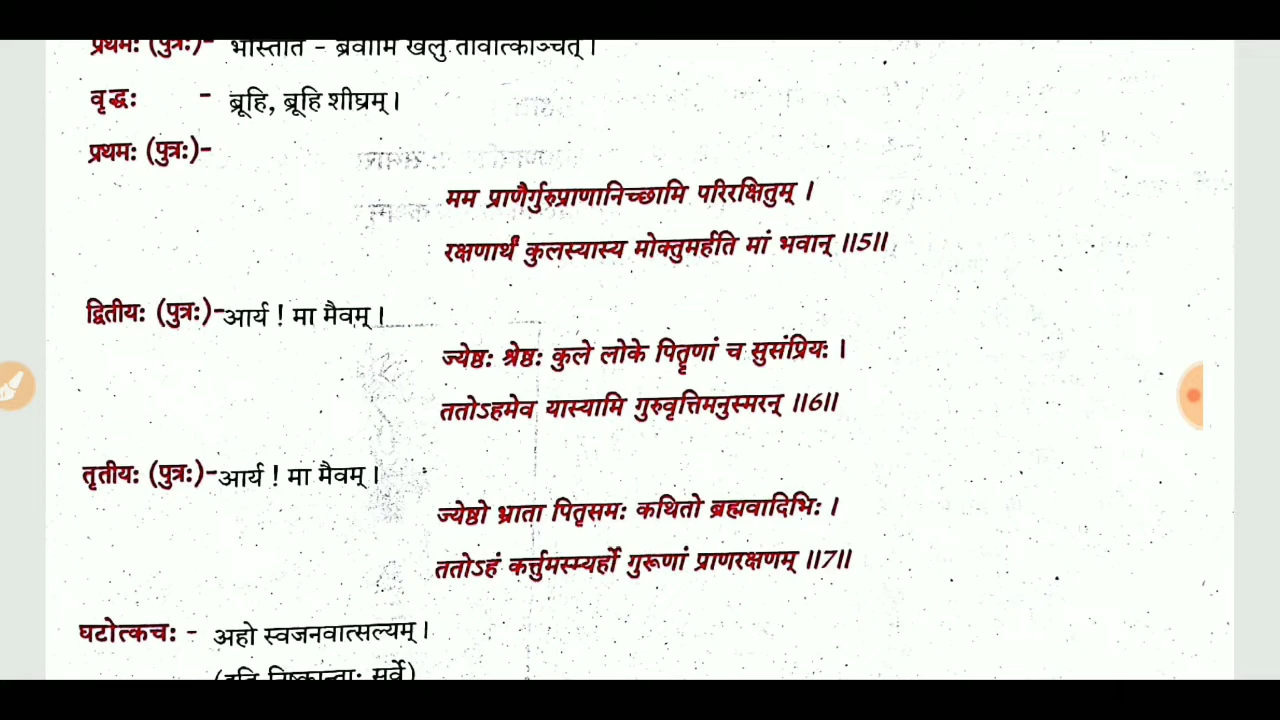 प्रथमः (पुत्रः)- भोस्तात - ब्रवीमि खलु तावत्किञ्चित् ।
वृद्धः - ब्रूहि, ब्रूहि शीघ्रम् ।
प्रथमः (पुत्रः)-
मम प्राणैर्गुरुप्राणानिच्छामि परिरक्षितुम् ।
रक्षणार्थं कुलस्यास्य मोक्तुमर्हति मां भवान् ॥5॥
द्वितीयः (पुत्रः)- आर्य ! मा मैवम् ।
ज्येष्ठः श्रेष्ठः कुले लोके पितॄणां च सुसंप्रियः ।
ततोऽहमेव यास्यामि गुरुवृत्तिमनुस्मरन् ॥6॥
तृतीयः (पुत्रः)- आर्य ! मा मैवम् ।
ज्येष्ठो भ्राता पितृसमः कथितो ब्रह्मवादिभिः ।
ततोऽहं कर्त्तुमस्म्यर्हो गुरूणां प्राणरक्षणम् ॥7॥
घटोत्कचः - अहो स्वजनवात्सल्यम् ।
(इति निष्क्रान्ताः सर्वे)